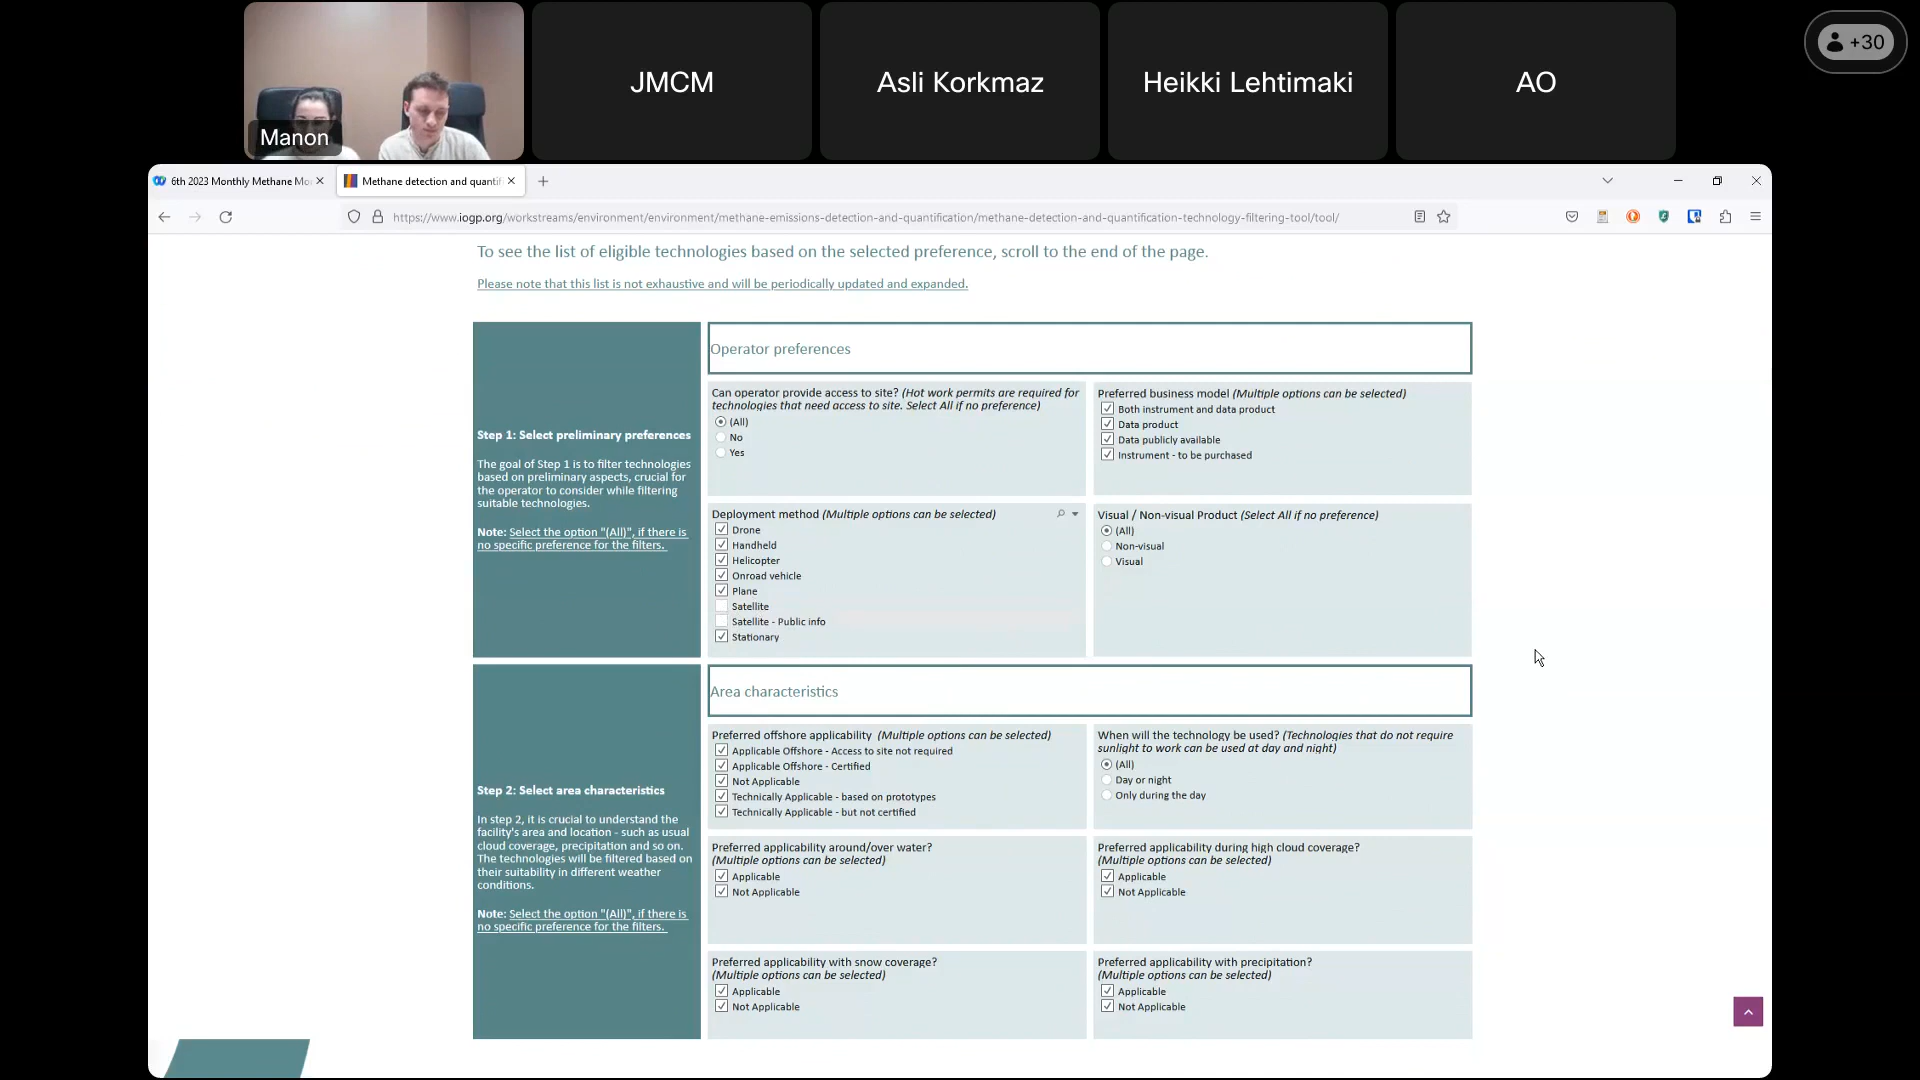 Manon
JMCM
Asli Korkmaz
Heikki Lehtimaki
AO
+30
6th 2023 Monthly Methane Mo
Methane detection and quantif
https://www.iogp.org/workstreams/environment/environment/methane-emissions-detection-and-quantification/methane-detection-and-quantification-technology-filtering-tool/tool/
To see the list of eligible technologies based on the selected preference, scroll to the end of the page.
Please note that this list is not exhaustive and will be periodically updated and expanded.
Step 1: Select preliminary preferences
The goal of Step 1 is to filter technologies
based on preliminary aspects, crucial for
the operator to consider while filtering
suitable technologies.
Note: Select the option "(All)", if there is
no specific preference for the filters.
Operator preferences
Can operator provide access to site? (Hot work permits are required for
technologies that need access to site. Select All if no preference)
(All)
No
Yes
Preferred business model (Multiple options can be selected)
Both instrument and data product
Data product
Data publicly available
Instrument - to be purchased
Deployment method (Multiple options can be selected)
Drone
Handheld
Helicopter
Onroad vehicle
Plane
Satellite
Satellite - Public info
Stationary
Visual / Non-visual Product (Select All if no preference)
(All)
Non-visual
Visual
Step 2: Select area characteristics
In step 2, it is crucial to understand the
facility's area and location - such as usual
cloud coverage, precipitation and so on.
The technologies will be filtered based on
their suitability in different weather
conditions.
Note: Select the option "(All)", if there is
no specific preference for the filters.
Area characteristics
Preferred offshore applicability (Multiple options can be selected)
Applicable Offshore - Access to site not required
Applicable Offshore - Certified
Not Applicable
Technically Applicable - based on prototypes
Technically Applicable - but not certified
When will the technology be used? (Technologies that do not require
sunlight to work can be used at day and night)
(All)
Day or night
Only during the day
Preferred applicability around/over water?
(Multiple options can be selected)
Applicable
Not Applicable
Preferred applicability during high cloud coverage?
(Multiple options can be selected)
Applicable
Not Applicable
Preferred applicability with snow coverage?
(Multiple options can be selected)
Applicable
Not Applicable
Preferred applicability with precipitation?
(Multiple options can be selected)
Applicable
Not Applicable